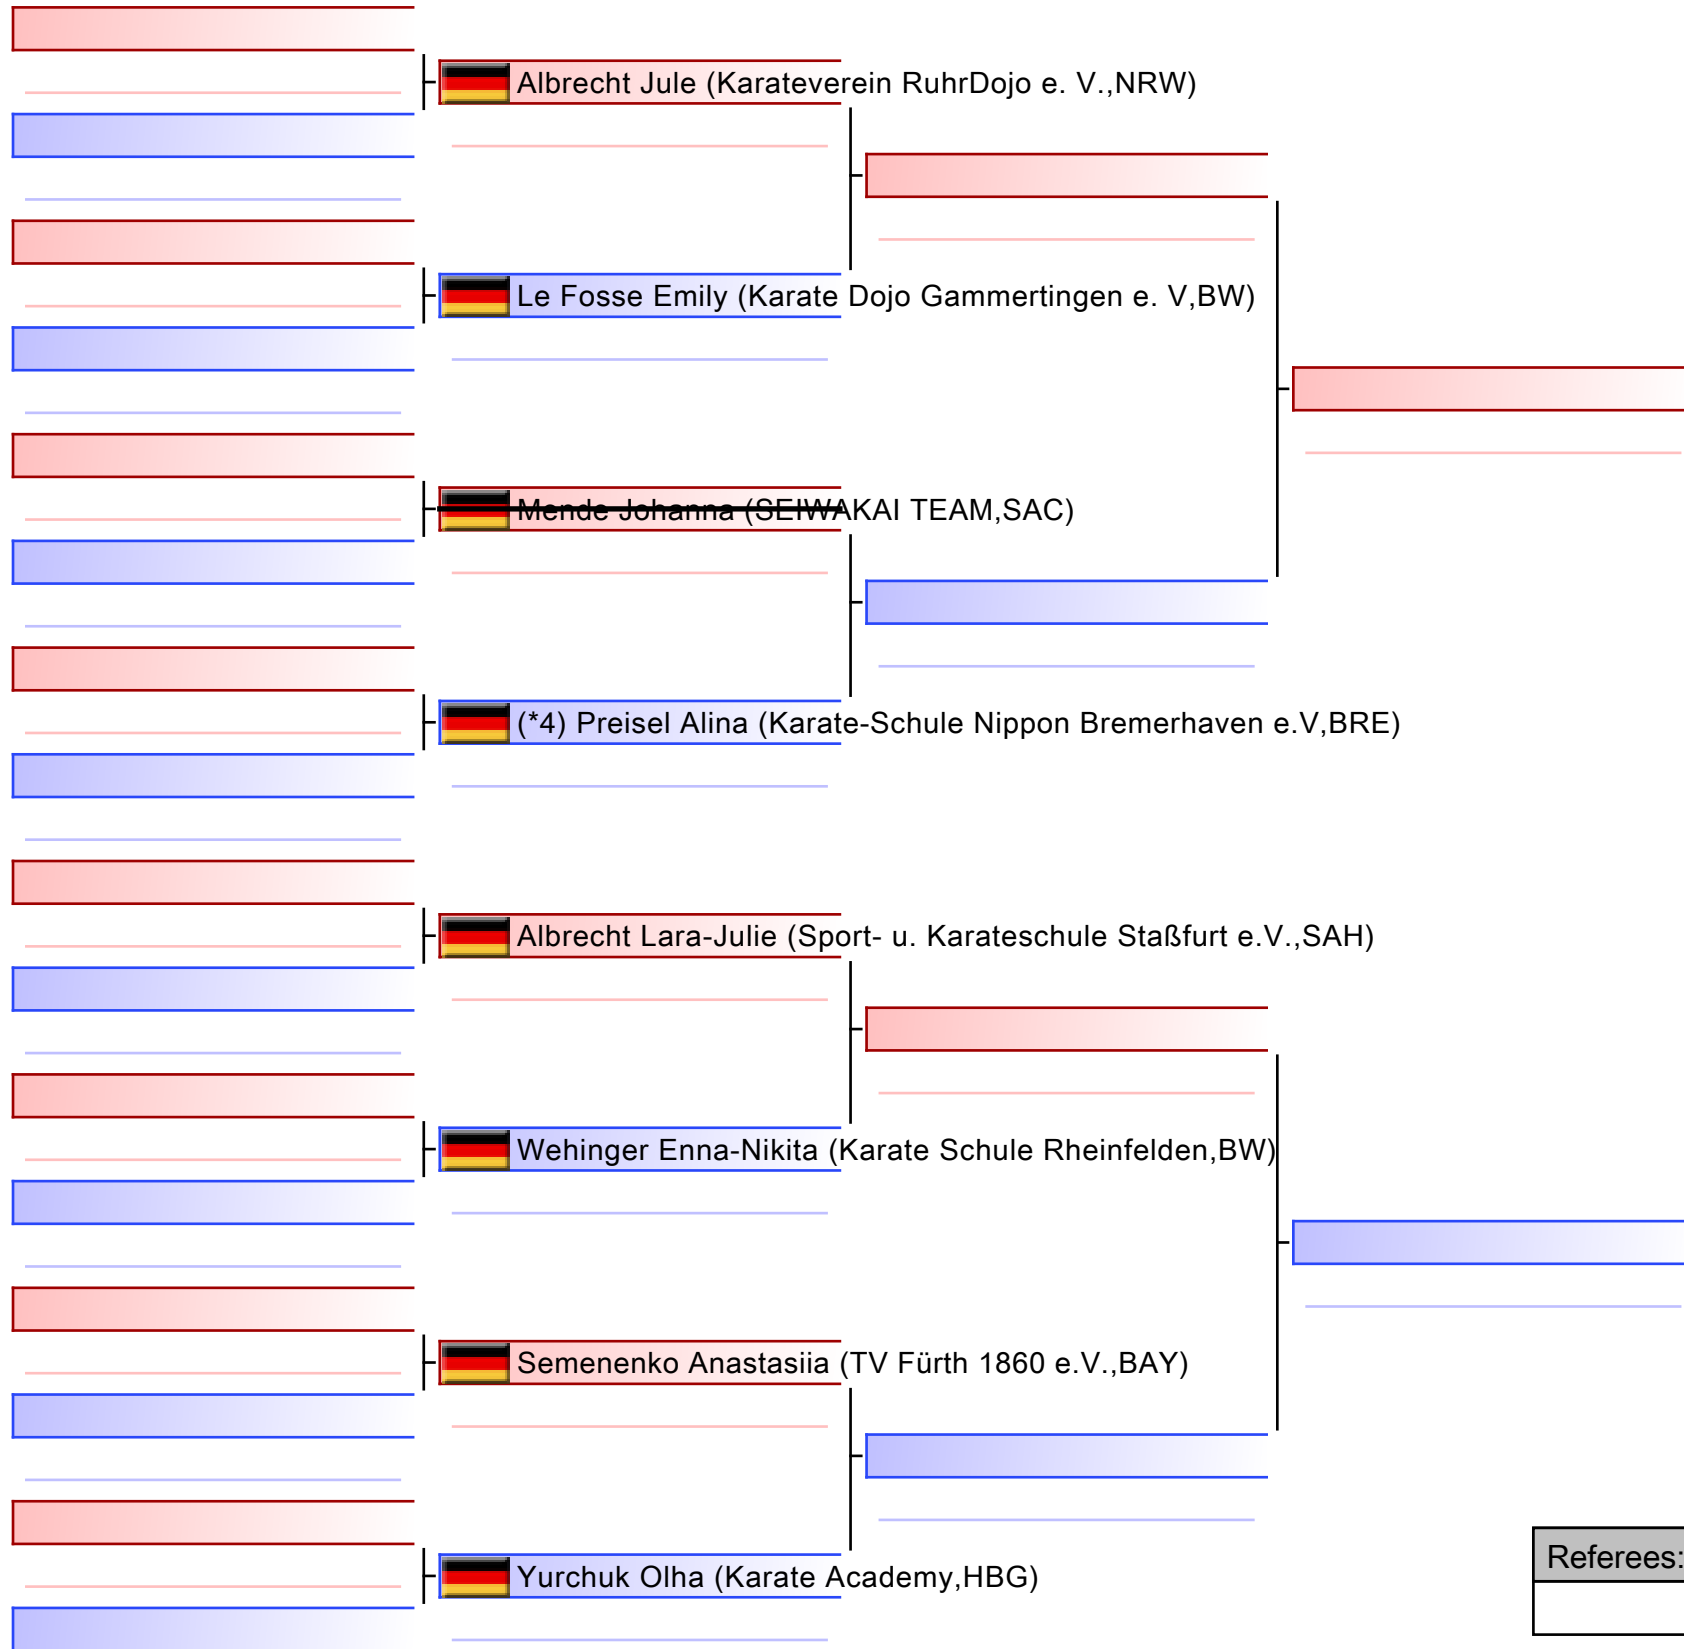 Albrecht Jule (Karateverein RuhrDojo e. V.,NRW)
Le Fosse Emily (Karate Dojo Gammertingen e. V,BW)
Mende Johanna (SEIWAKAI TEAM,SAC)
(*4) Preisel Alina (Karate-Schule Nippon Bremerhaven e.V,BRE)
Albrecht Lara-Julie (Sport- u. Karateschule Staßfurt e.V.,SAH)
Wehinger Enna-Nikita (Karate Schule Rheinfelden,BW)
Semenenko Anastasiia (TV Fürth 1860 e.V.,BAY)
Yurchuk Olha (Karate Academy,HBG)
Referees: